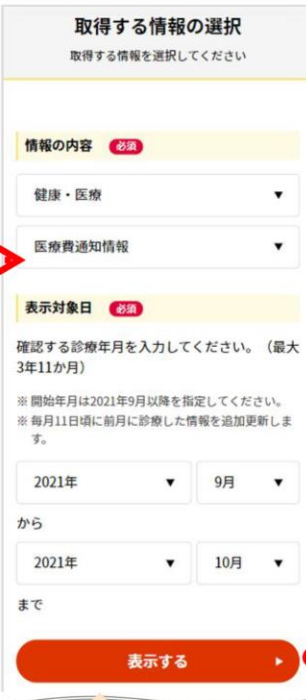 取得する情報の選択
取得する情報を選択してください
情報の内容 必須
健康・医療 ▼
医療費通知情報 ▼
表示対象日 必須
確認する診療年月を入力してください。（最大
3年11か月）
※ 開始年月は2021年9月以降を指定してください。
※ 毎月11日頃に前月に診療した情報を追加更新しま
す。
2021年 ▼ 9月 ▼
から
2021年 ▼ 10月 ▼
まで
表示する